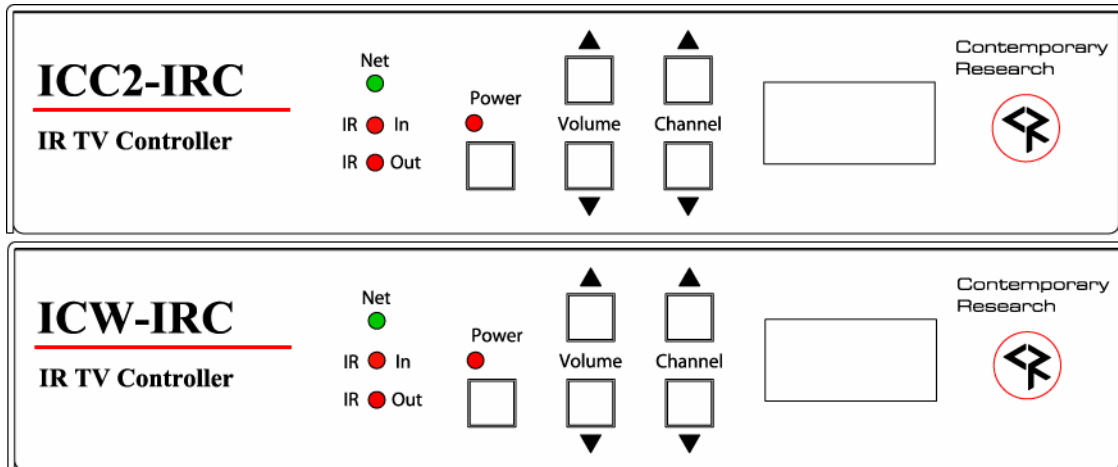 ICC2-IRC
IR TV Controller
Net
IR In
IR Out
Power
Volume
Channel
Contemporary
Research
ICW-IRC
IR TV Controller
Net
IR In
IR Out
Power
Volume
Channel
Contemporary
Research